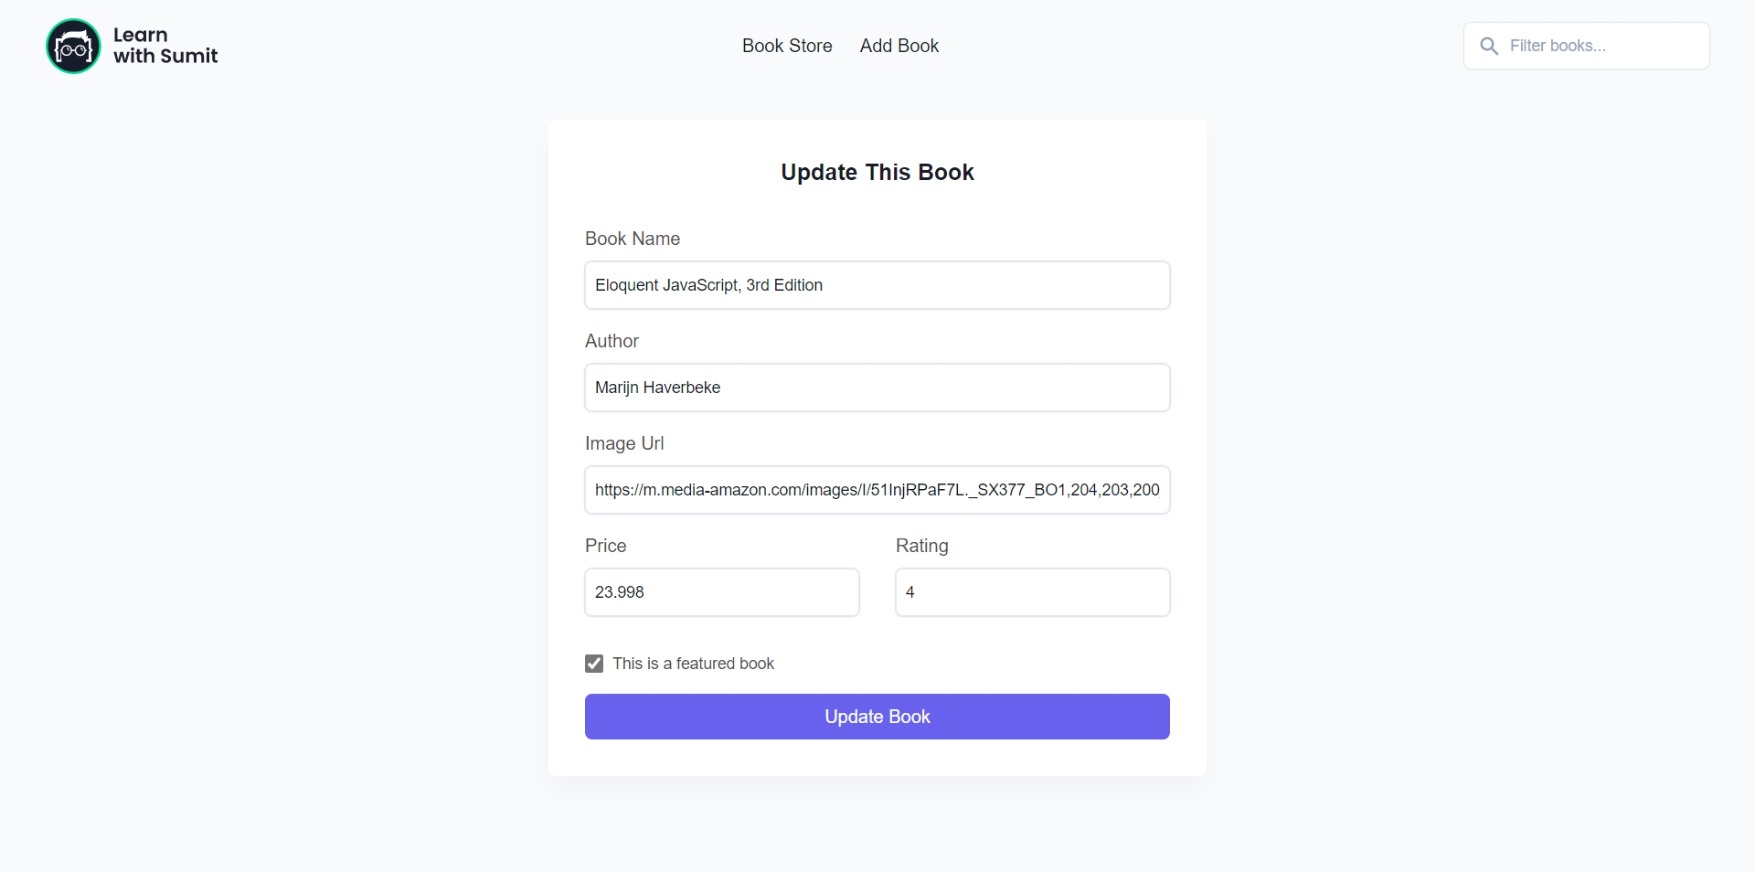 Learn
with Sumit
Book Store
Add Book
Filter books...
Update This Book
Book Name
Eloquent JavaScript, 3rd Edition
Author
Marijn Haverbeke
Image Url
https://m.media-amazon.com/images/I/51InjRPaF7L._SX377_BO1,204,203,200
Price
Rating
23.998
4
This is a featured book
Update Book